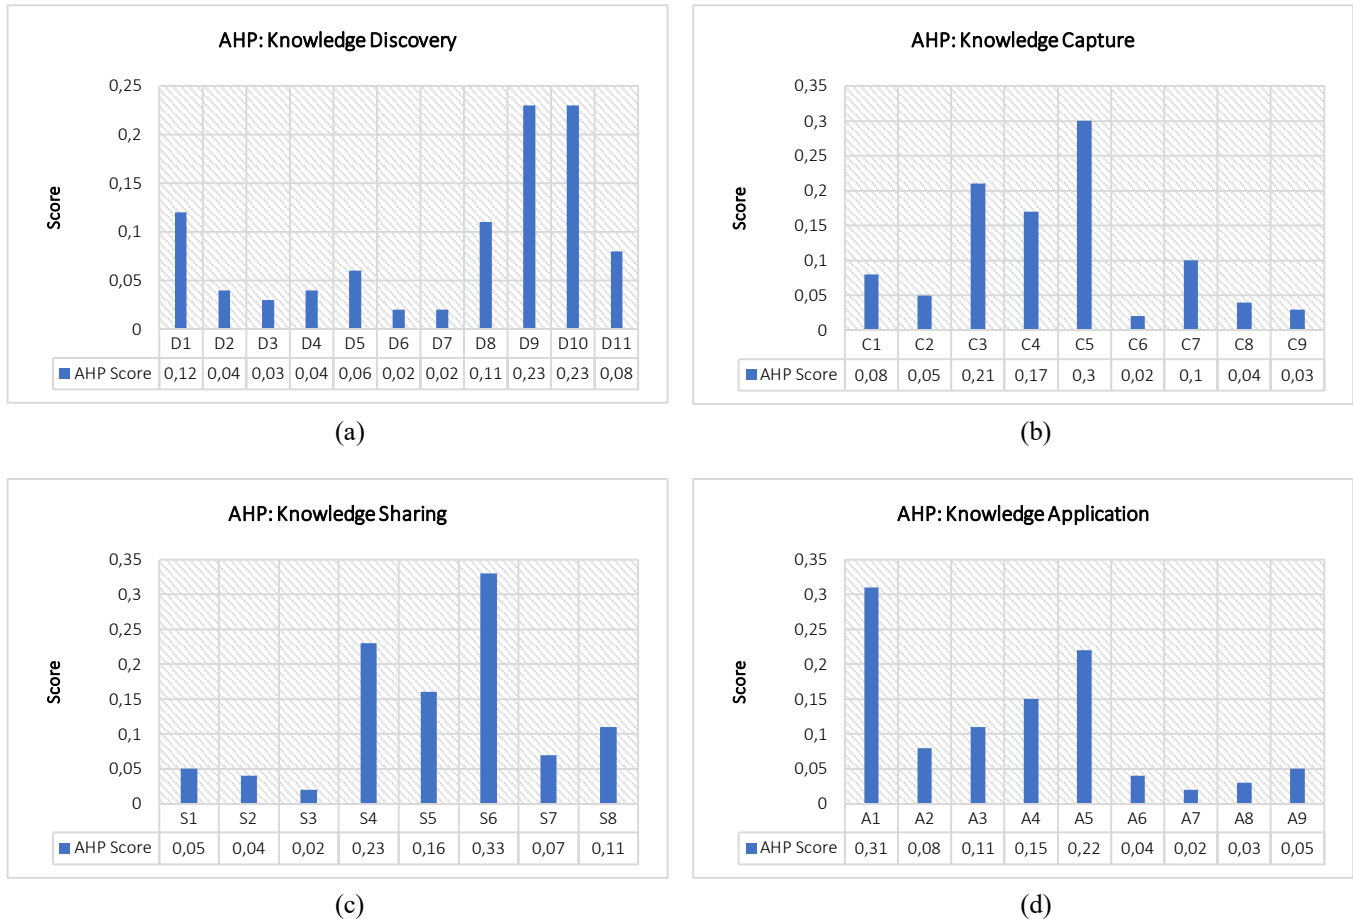 AHP: Knowledge Discovery
0,25
0,2
0,15
0,1
0,05
0
Score
D1 D2 D3 D4 D5 D6 D7 D8 D9 D10 D11
AHP Score 0,12 0,04 0,03 0,04 0,06 0,02 0,02 0,11 0,23 0,23 0,08
(a)
AHP: Knowledge Capture
0,35
0,3
0,25
0,2
0,15
0,1
0,05
0
Score
C1 C2 C3 C4 C5 C6 C7 C8 C9
AHP Score 0,08 0,05 0,21 0,17 0,3 0,02 0,1 0,04 0,03
(b)
AHP: Knowledge Sharing
0,35
0,3
0,25
0,2
0,15
0,1
0,05
0
Score
S1 S2 S3 S4 S5 S6 S7 S8
AHP Score 0,05 0,04 0,02 0,23 0,16 0,33 0,07 0,11
(c)
AHP: Knowledge Application
0,35
0,3
0,25
0,2
0,15
0,1
0,05
0
Score
A1 A2 A3 A4 A5 A6 A7 A8 A9
AHP Score 0,31 0,08 0,11 0,15 0,22 0,04 0,02 0,03 0,05
(d)